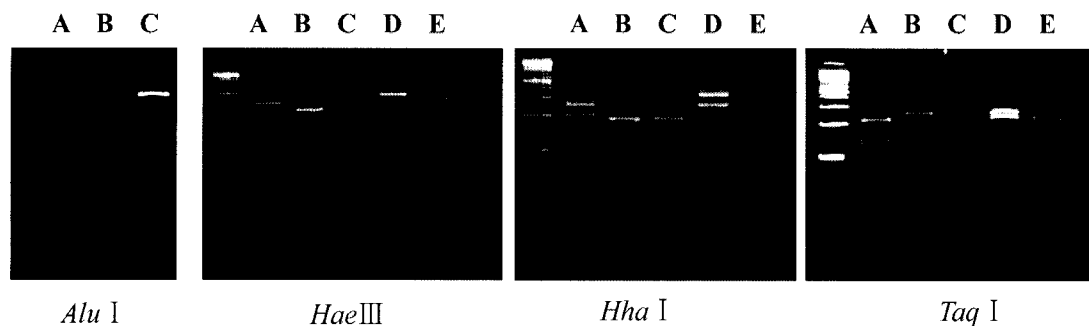 A B C A B C D E A B C D E A B C D E
Alu Ⅰ HaeⅢ Hha Ⅰ Taq Ⅰ